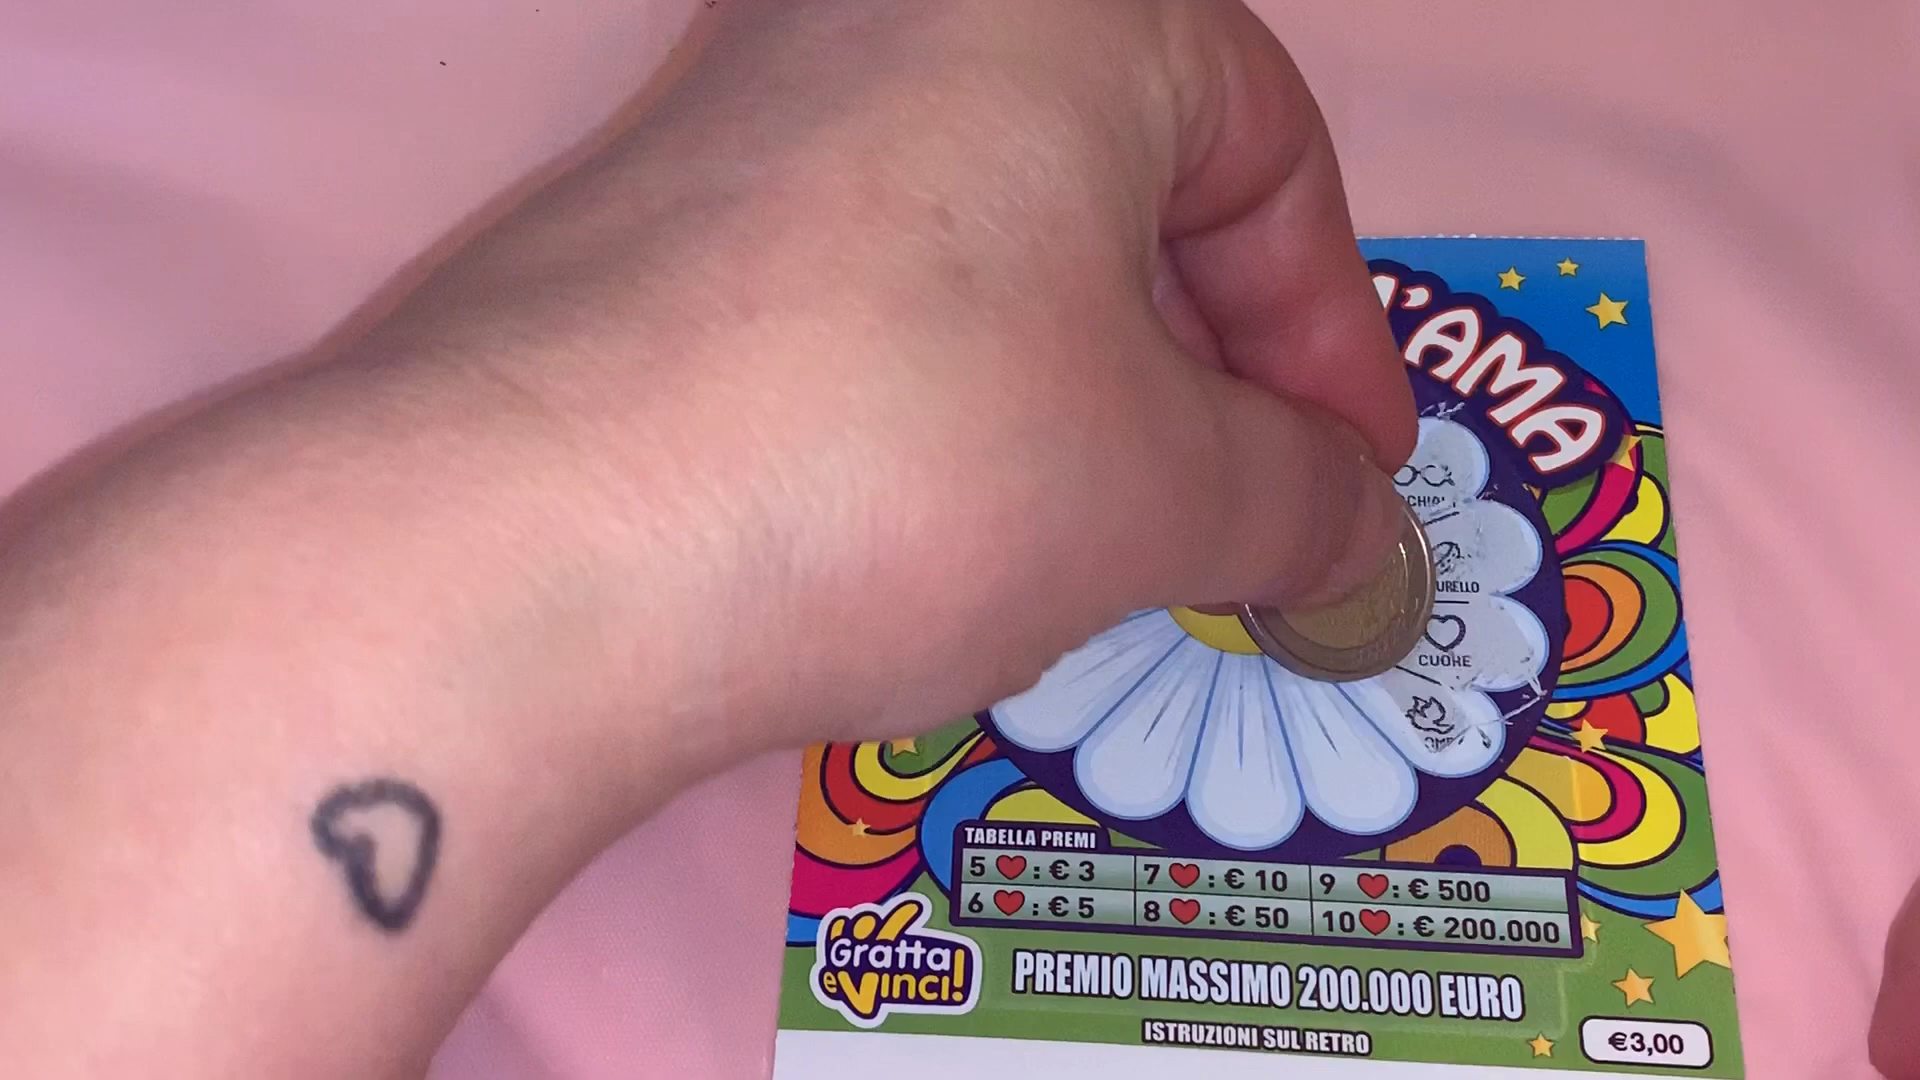 'AMA
CUORE
TABELLA PREMI
5 ❤: € 3
7 ❤: € 10
9 ❤: € 500
6 ❤: € 5
8 ❤: € 50
10❤: € 200.000
Gratta
e Vinci!
PREMIO MASSIMO 200.000 EURO
ISTRUZIONI SUL RETRO
€3,00